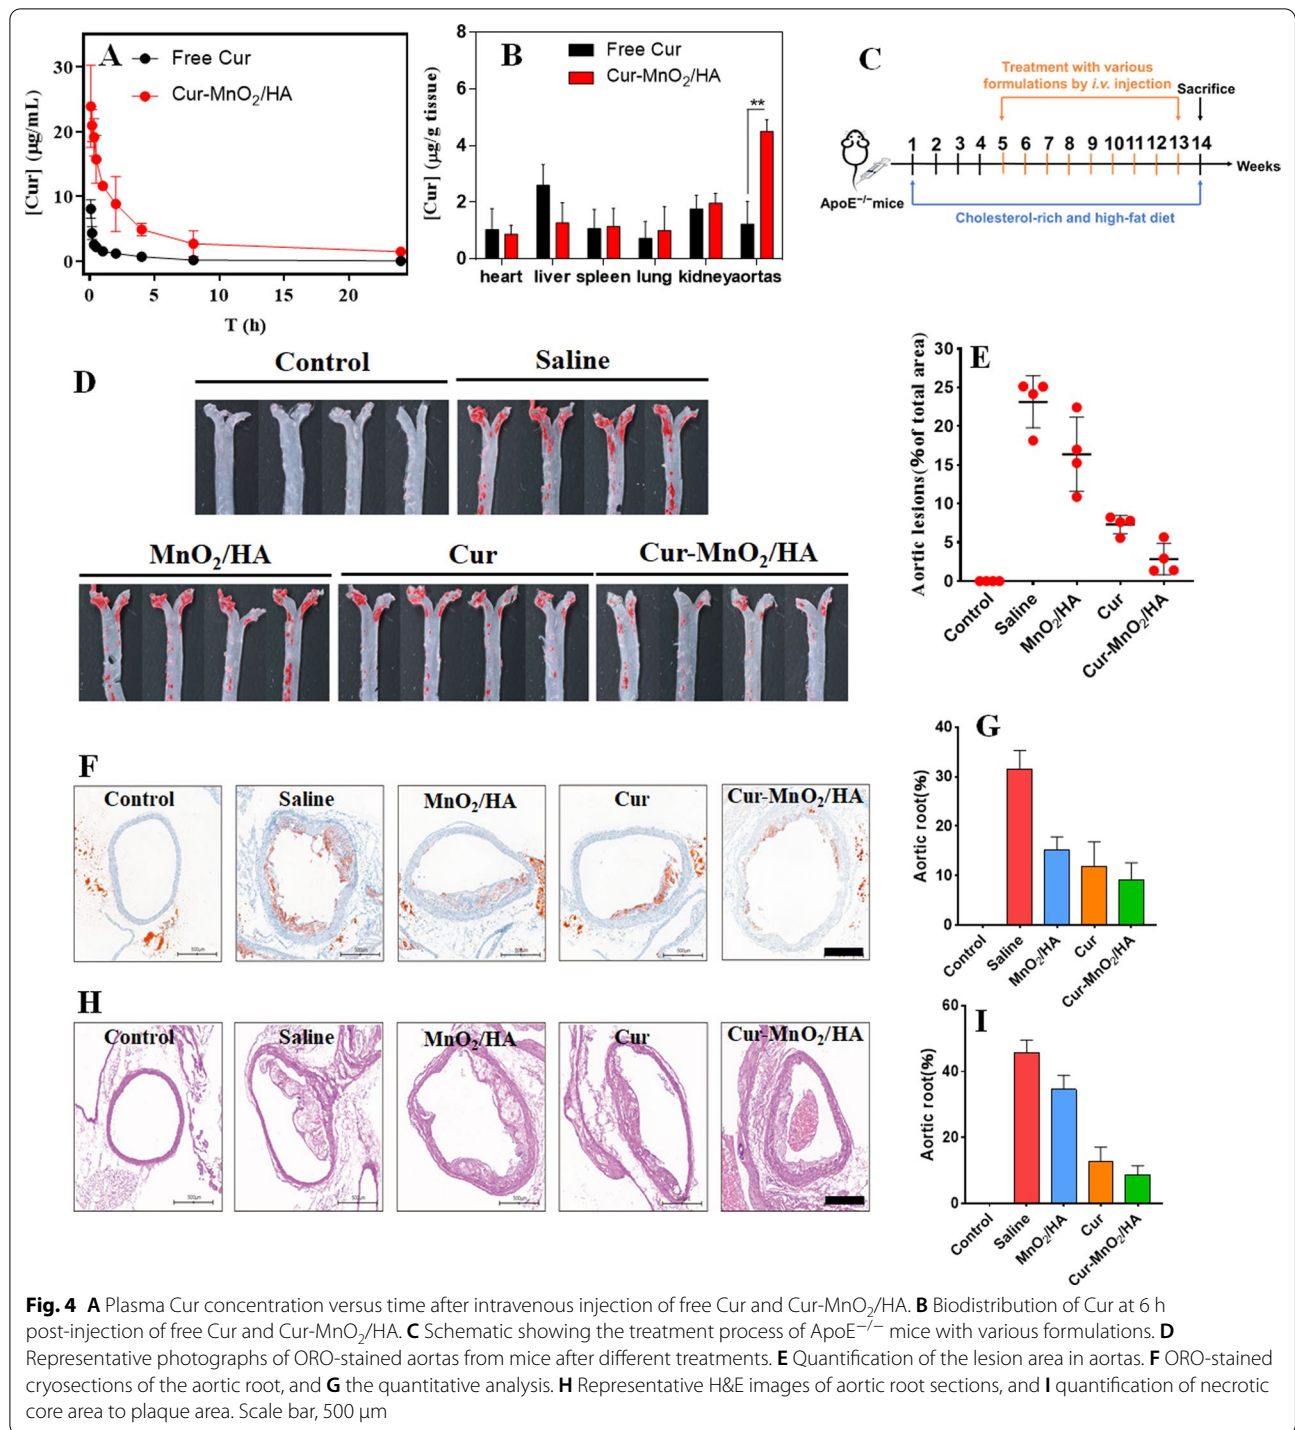 A
Free Cur
Cur-MnO₂/HA
[Cur] (µg/mL)
30
20
10
0
0 5 10 15 20
T (h)
B
Free Cur
Cur-MnO₂/HA
**
[Cur] (µg/g tissue)
8
6
4
2
0
heart liver spleen lung kidney aortas
C
Treatment with various
formulations by i.v. injection
Sacrifice
1 2 3 4 5 6 7 8 9 10 11 12 13 14
Weeks
ApoE⁻/⁻mice
Cholesterol-rich and high-fat diet
D
Control Saline
MnO₂/HA Cur Cur-MnO₂/HA
E
Aortic lesions(%of total area)
30
25
20
15
10
5
0
Control Saline MnO₂/HA Cur Cur-MnO₂/HA
F
Control Saline MnO₂/HA Cur Cur-MnO₂/HA
500µm 500µm 500µm 500µm
G
Aortic root(%)
40
30
20
10
0
Control Saline MnO₂/HA Cur Cur-MnO₂/HA
H
Control Saline MnO₂/HA Cur Cur-MnO₂/HA
500µm 500µm 500µm 500µm
I
Aortic root(%)
60
40
20
0
Control Saline MnO₂/HA Cur Cur-MnO₂/HA
Fig. 4 A Plasma Cur concentration versus time after intravenous injection of free Cur and Cur-MnO₂/HA. B Biodistribution of Cur at 6 h
post-injection of free Cur and Cur-MnO₂/HA. C Schematic showing the treatment process of ApoE⁻/⁻ mice with various formulations. D
Representative photographs of ORO-stained aortas from mice after different treatments. E Quantification of the lesion area in aortas. F ORO-stained
cryosections of the aortic root, and G the quantitative analysis. H Representative H&E images of aortic root sections, and I quantification of necrotic
core area to plaque area. Scale bar, 500 µm